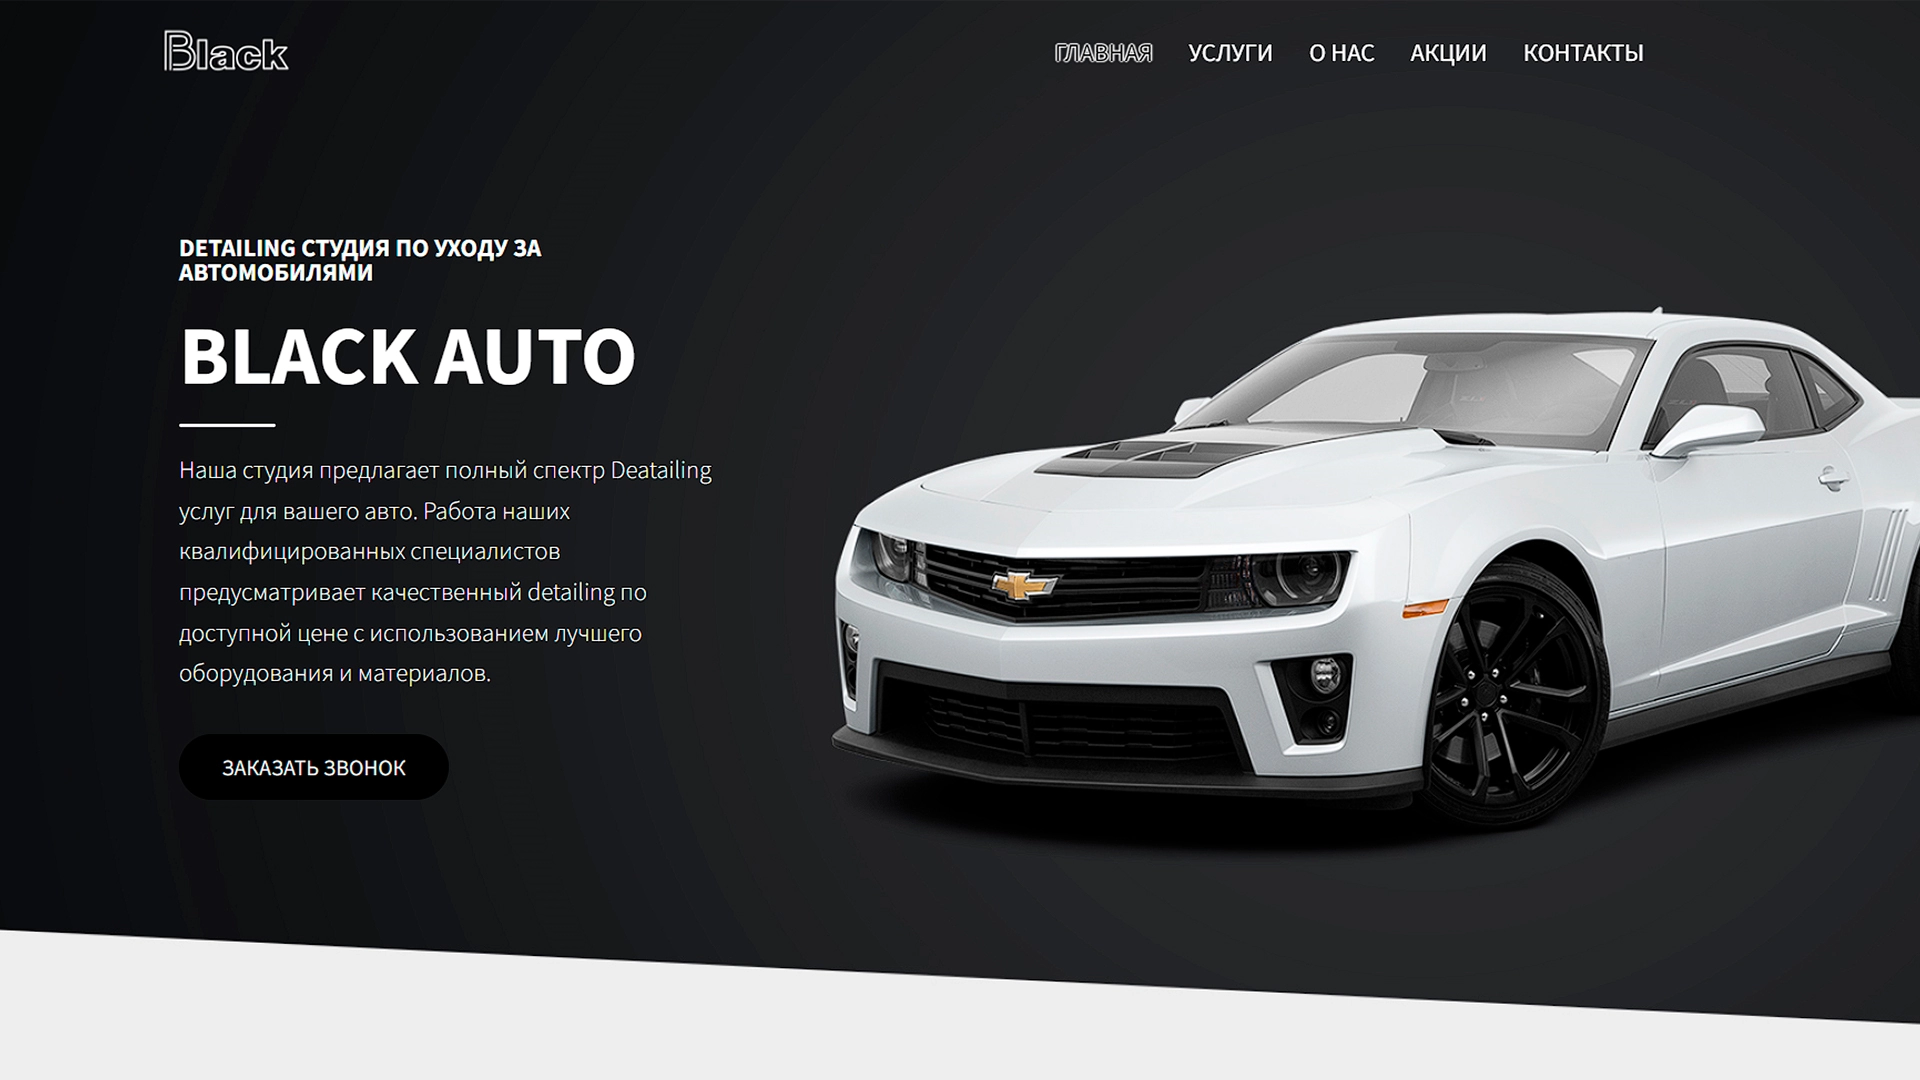 Black
ГЛАВНАЯ УСЛУГИ О НАС АКЦИИ КОНТАКТЫ
DETAILING СТУДИЯ ПО УХОДУ ЗА
АВТОМОБИЛЯМИ
BLACK AUTO
Наша студия предлагает полный спектр Deatailing
услуг для вашего авто. Работа наших
квалифицированных специалистов
предусматривает качественный detailing по
доступной цене с использованием лучшего
оборудования и материалов.
ЗАКАЗАТЬ ЗВОНОК